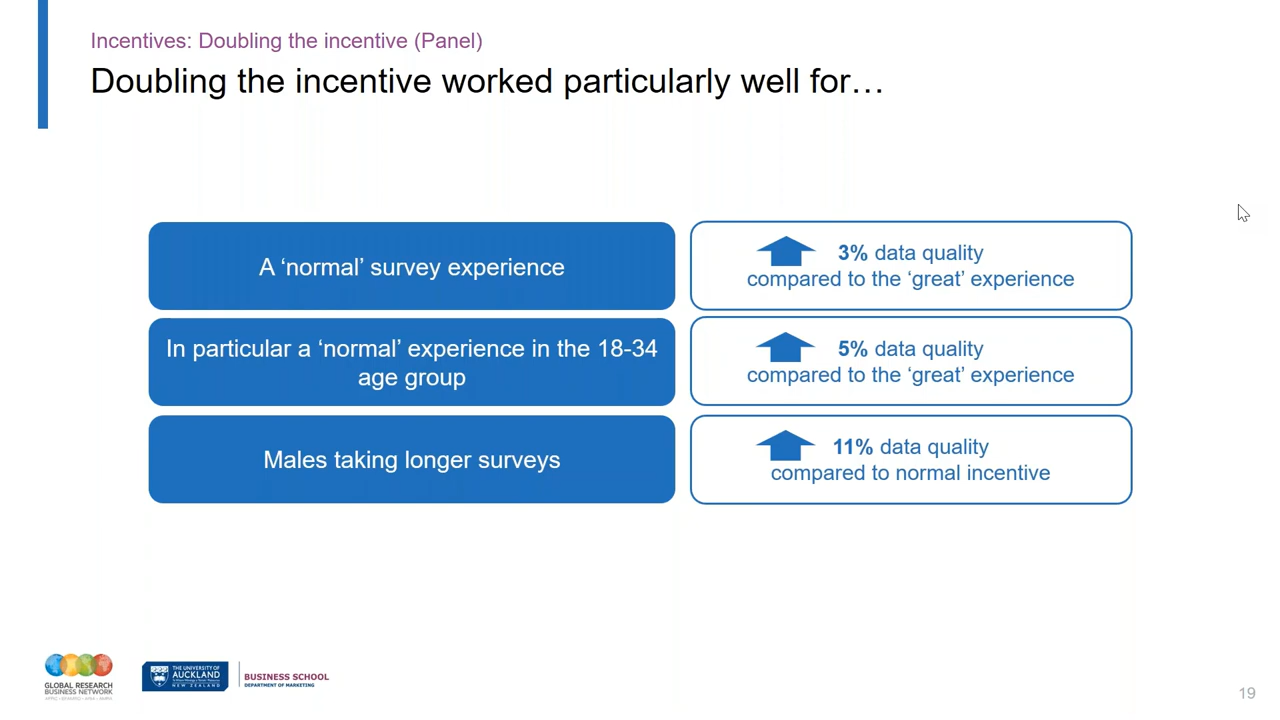 Incentives: Doubling the incentive (Panel)
Doubling the incentive worked particularly well for…
A ‘normal’ survey experience
3% data quality
compared to the ‘great’ experience
In particular a ‘normal’ experience in the 18-34
age group
5% data quality
compared to the ‘great’ experience
Males taking longer surveys
11% data quality
compared to normal incentive
GLOBAL RESEARCH
BUSINESS NETWORK
THE UNIVERSITY OF
AUCKLAND
NEW ZEALAND
BUSINESS SCHOOL
DEPARTMENT OF MARKETING
19